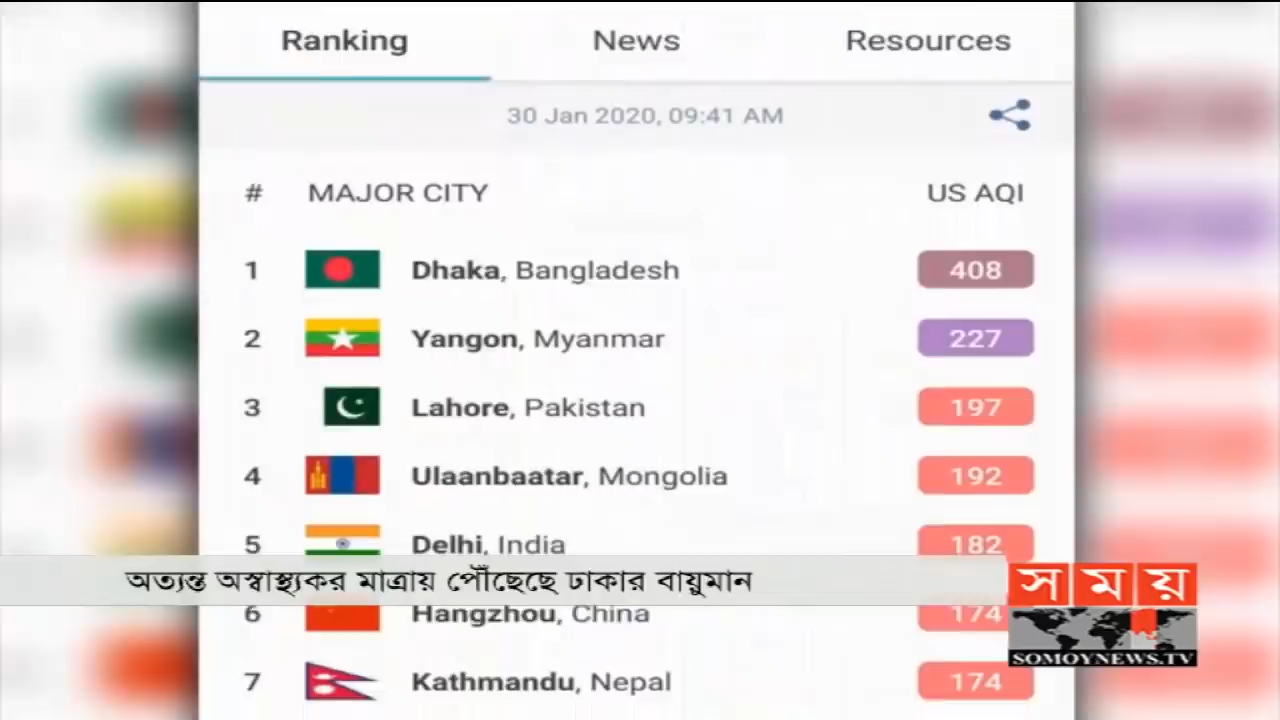 Ranking News Resources
30 Jan 2020, 09:41 AM
# MAJOR CITY US AQI
1 Dhaka, Bangladesh 408
2 Yangon, Myanmar 227
3 Lahore, Pakistan 197
4 Ulaanbaatar, Mongolia 192
5 Delhi, India 182
অত্যন্ত অস্বাস্থ্যকর মাত্রায় পৌঁছেছে ঢাকার বায়ুমান
সময়
6 Hangzhou, China 174
SOMOYNEWS.TV
7 Kathmandu, Nepal 174